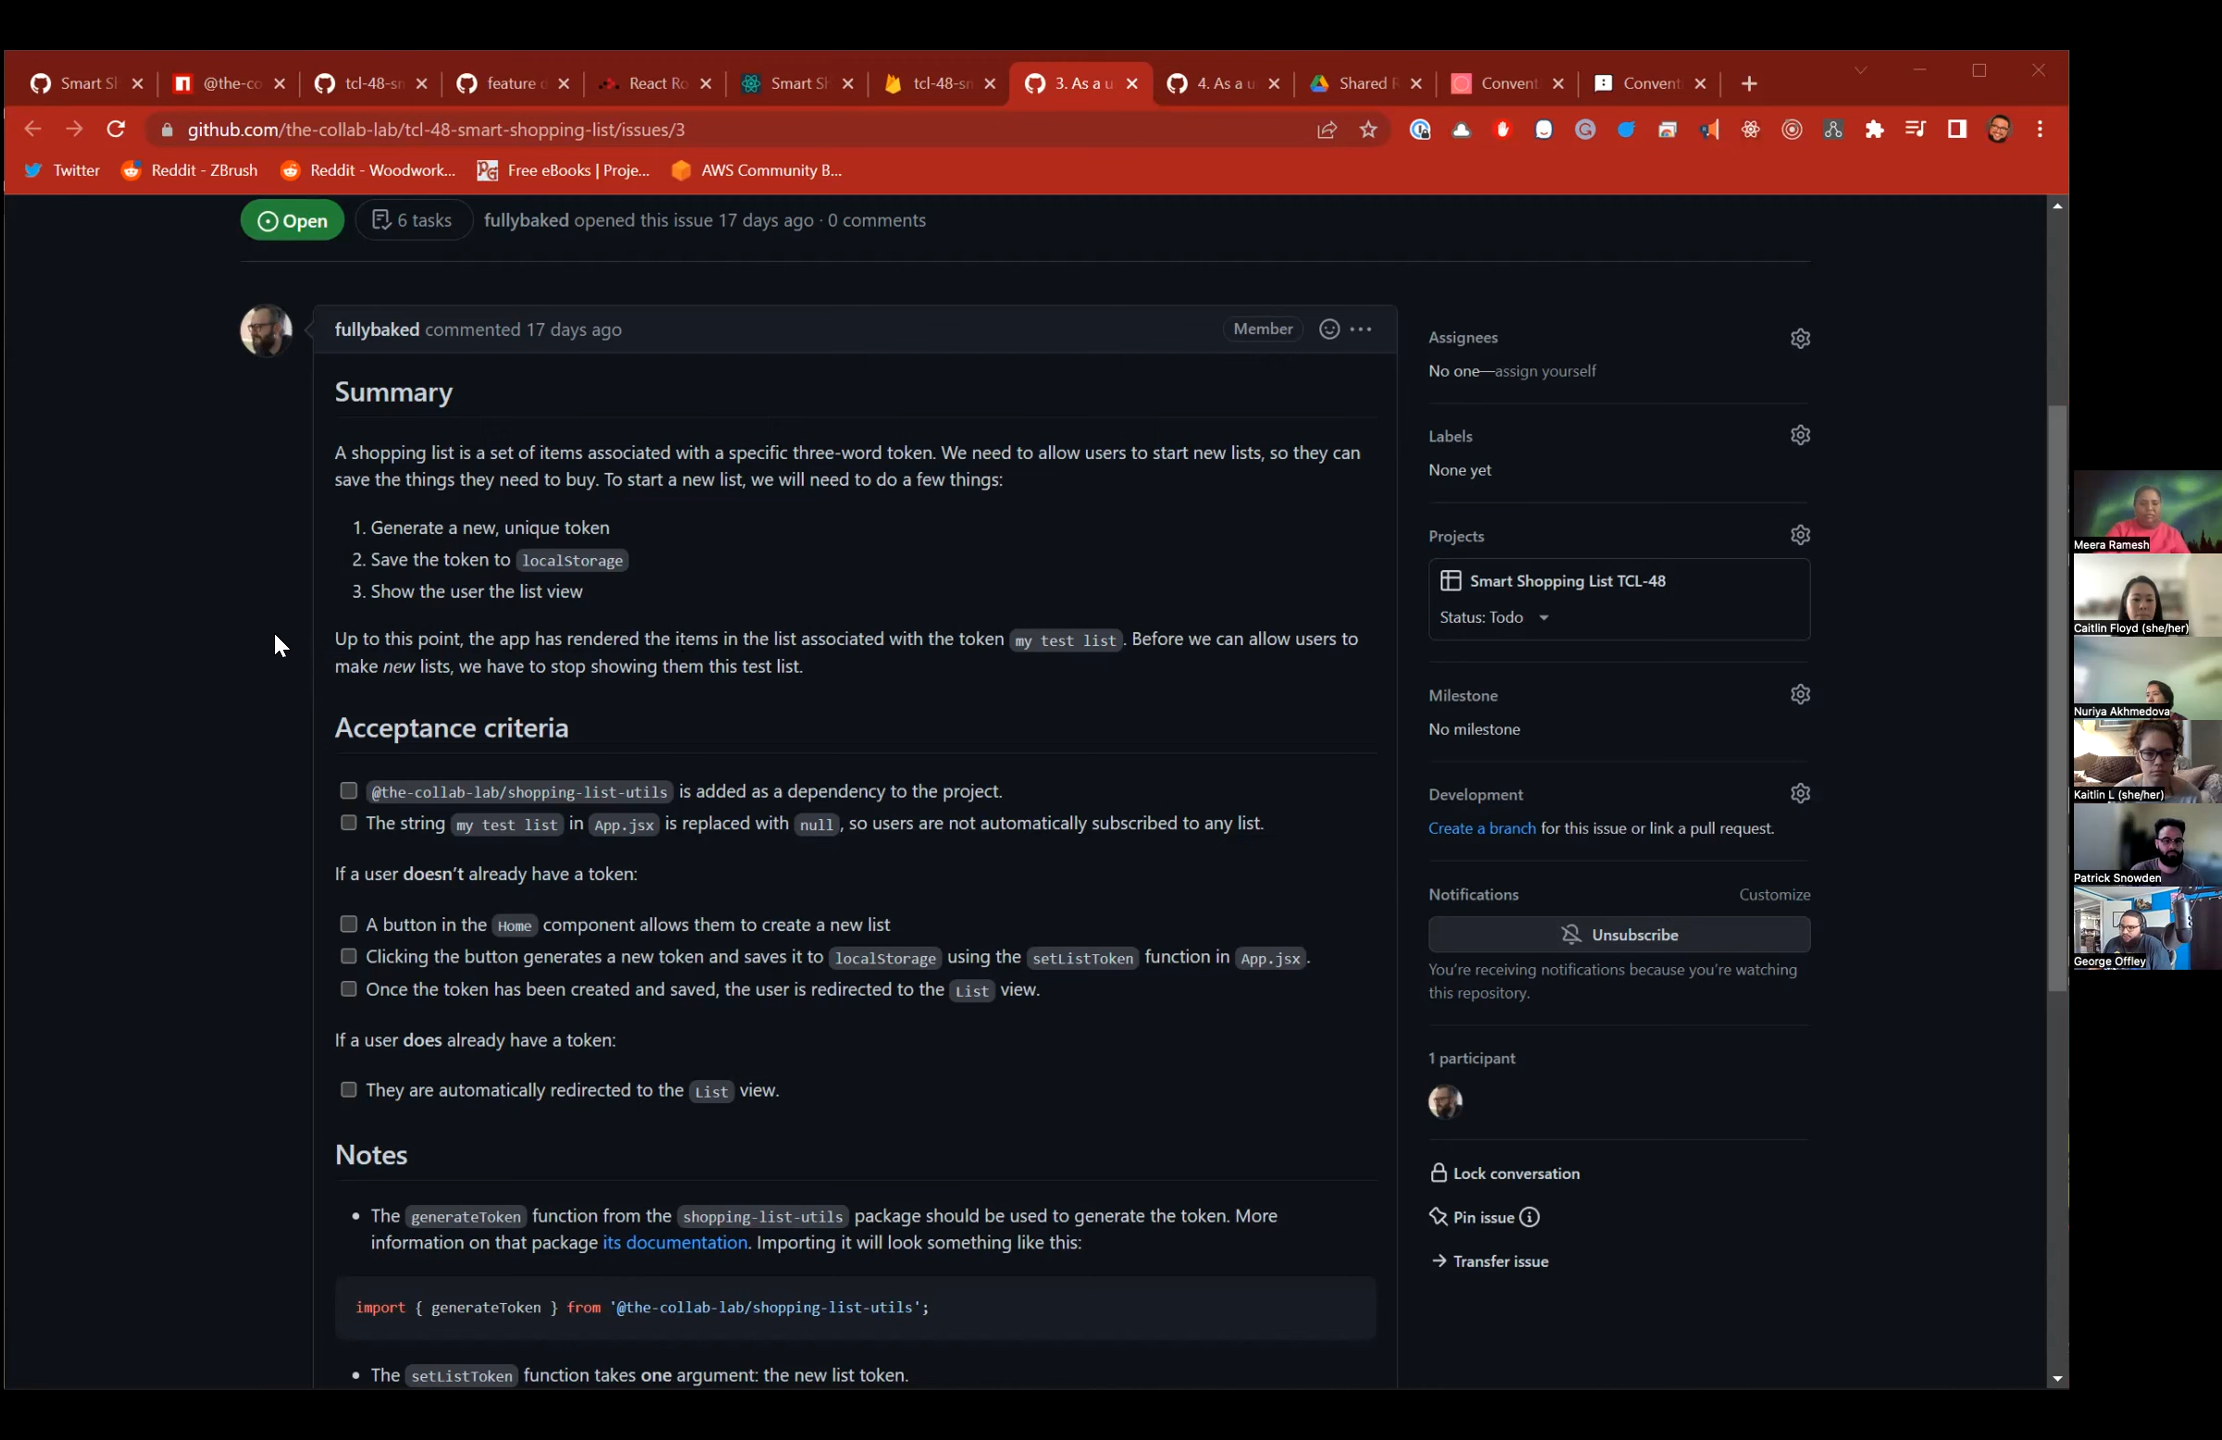 Smart S
@the-co
tcl-48-sm
feature d
React Ro
Smart Sh
tcl-48-sm
3. As a u
4. As a u
Shared R
Convent
Convent
github.com/the-collab-lab/tcl-48-smart-shopping-list/issues/3
Twitter
Reddit - ZBrush
Reddit - Woodwork...
Free eBooks | Proje...
AWS Community B...
Open
6 tasks
fullybaked opened this issue 17 days ago · 0 comments
fullybaked commented 17 days ago
Member
Summary
A shopping list is a set of items associated with a specific three-word token. We need to allow users to start new lists, so they can
save the things they need to buy. To start a new list, we will need to do a few things:
1. Generate a new, unique token
2. Save the token to localStorage
3. Show the user the list view
Up to this point, the app has rendered the items in the list associated with the token my test list. Before we can allow users to
make new lists, we have to stop showing them this test list.
Acceptance criteria
@the-collab-lab/shopping-list-utils is added as a dependency to the project.
The string my test list in App.jsx is replaced with null, so users are not automatically subscribed to any list.
If a user doesn't already have a token:
A button in the Home component allows them to create a new list
Clicking the button generates a new token and saves it to localStorage using the setListToken function in App.jsx.
Once the token has been created and saved, the user is redirected to the List view.
If a user does already have a token:
They are automatically redirected to the List view.
Notes
• The generateToken function from the shopping-list-utils package should be used to generate the token. More
information on that package its documentation. Importing it will look something like this:
import { generateToken } from '@the-collab-lab/shopping-list-utils';
• The setListToken function takes one argument: the new list token.
Assignees
No one—assign yourself
Labels
None yet
Projects
Smart Shopping List TCL-48
Status: Todo
Milestone
No milestone
Development
Create a branch for this issue or link a pull request.
Notifications
Customize
Unsubscribe
You're receiving notifications because you're watching
this repository.
1 participant
Lock conversation
Pin issue
Transfer issue
Meera Ramesh
Caitlin Floyd (she/her)
Nuriya Akhmedova
Kaitlin L (she/her)
Patrick Snowden
George Offley